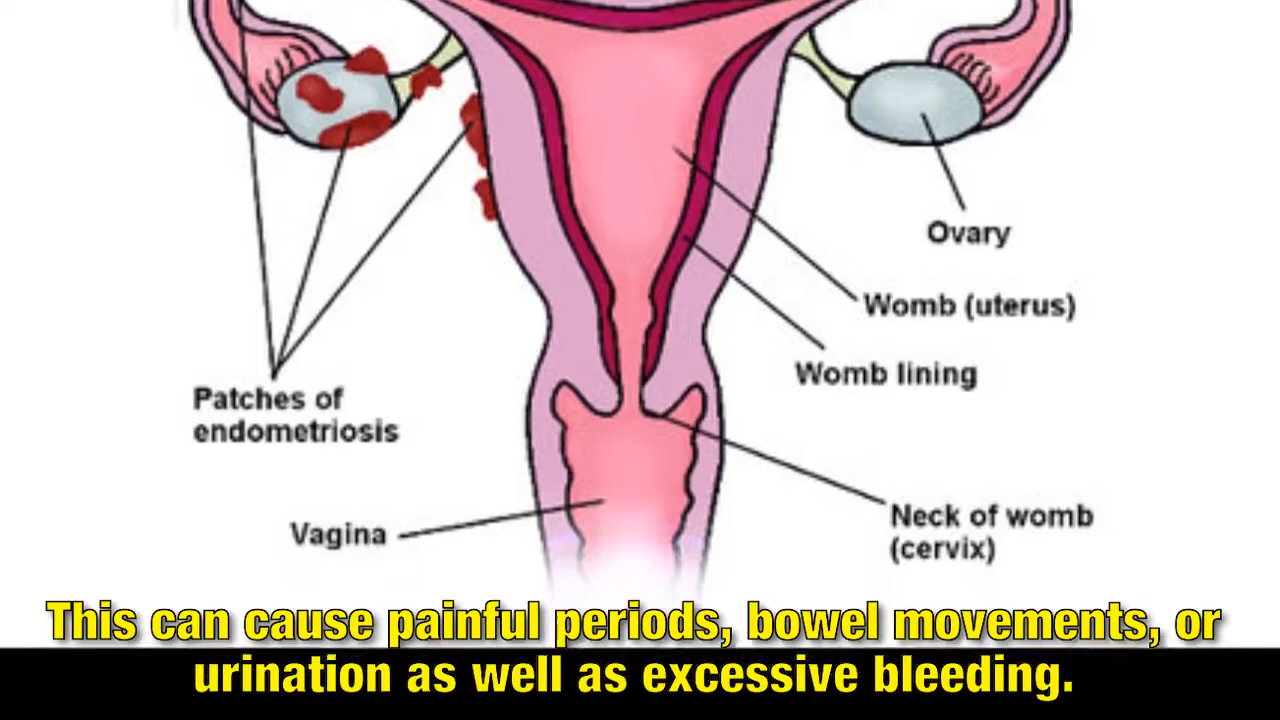 Ovary
Womb (uterus)
Womb lining
Patches of
endometriosis
Neck of womb
(cervix)
Vagina
This can cause painful periods, bowel movements, or
urination as well as excessive bleeding.